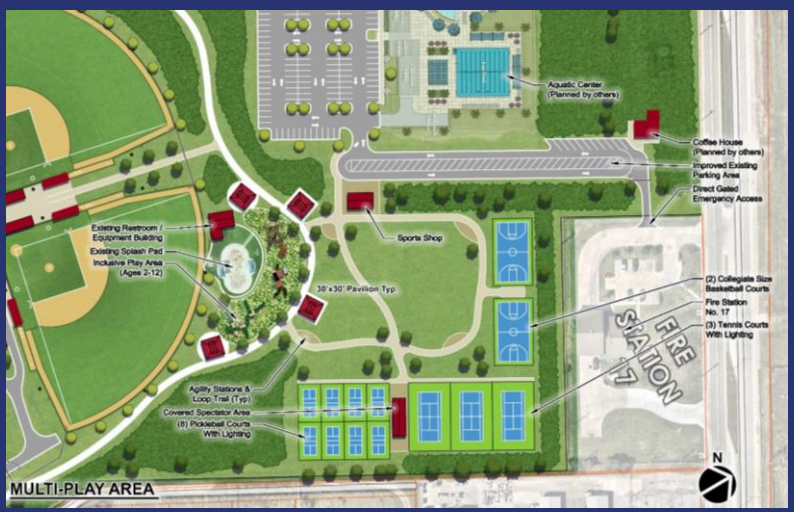 Aquatic Center
(Planned by others)
Coffee House
(Planned by others)
Improved Existing
Parking Area
Direct Gated
Emergency Access
Existing Restroom /
Equipment Building
Existing Splash Pad
Inclusive Play Area
(Ages 2-12)
Sports Shop
30'x30' Pavilion Typ
(2) Collegiate Size
Basketball Courts
Fire Station
No. 17
(3) Tennis Courts
With Lighting
FIRE
STATION
17
Agility Stations &
Loop Trail (Typ)
Covered Spectator Area
(8) Pickleball Courts
With Lighting
N
MULTI-PLAY AREA